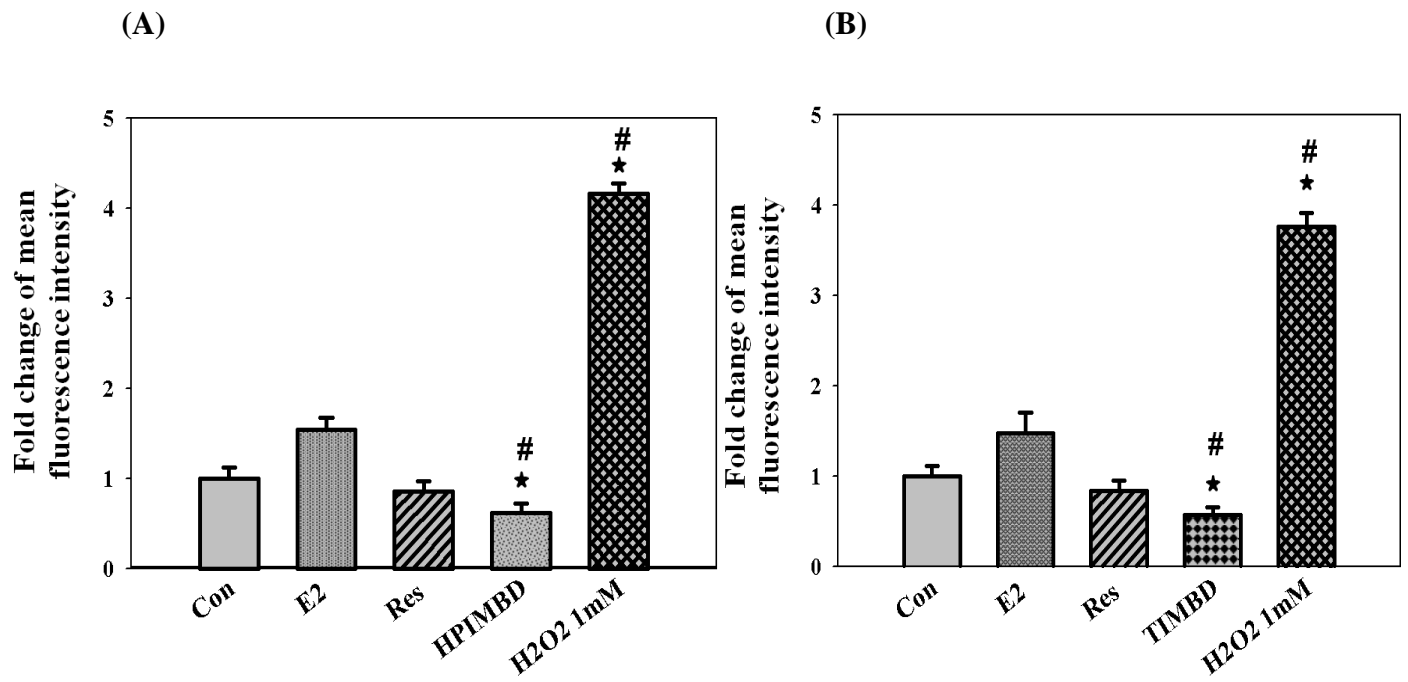 (A)
(B)
Fold change of mean
fluorescence intensity
5
4
3
2
1
0
#
★
#
★
Con
E2
Res
HPIMBD
H2O2 1mM
Fold change of mean
fluorescence intensity
5
4
3
2
1
0
#
★
#
★
Con
E2
Res
TIMBD
H2O2 1mM